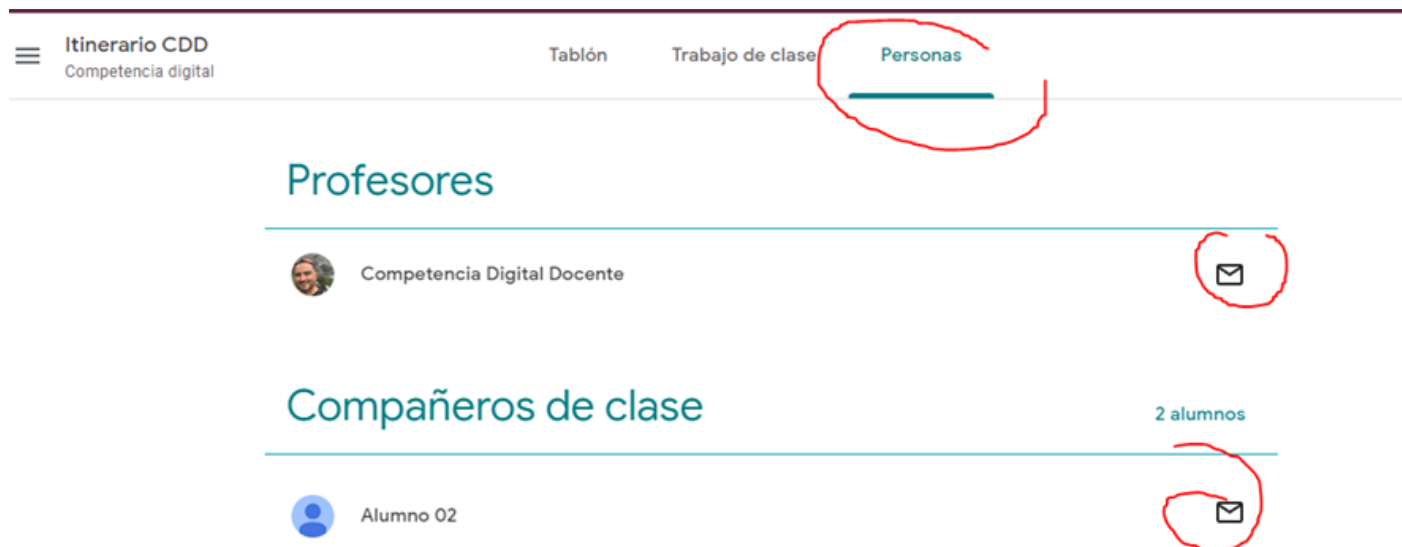 Itinerario CDD
Competencia digital
Tablón Trabajo de clase Personas
Profesores
Competencia Digital Docente
Compañeros de clase
2 alumnos
Alumno 02